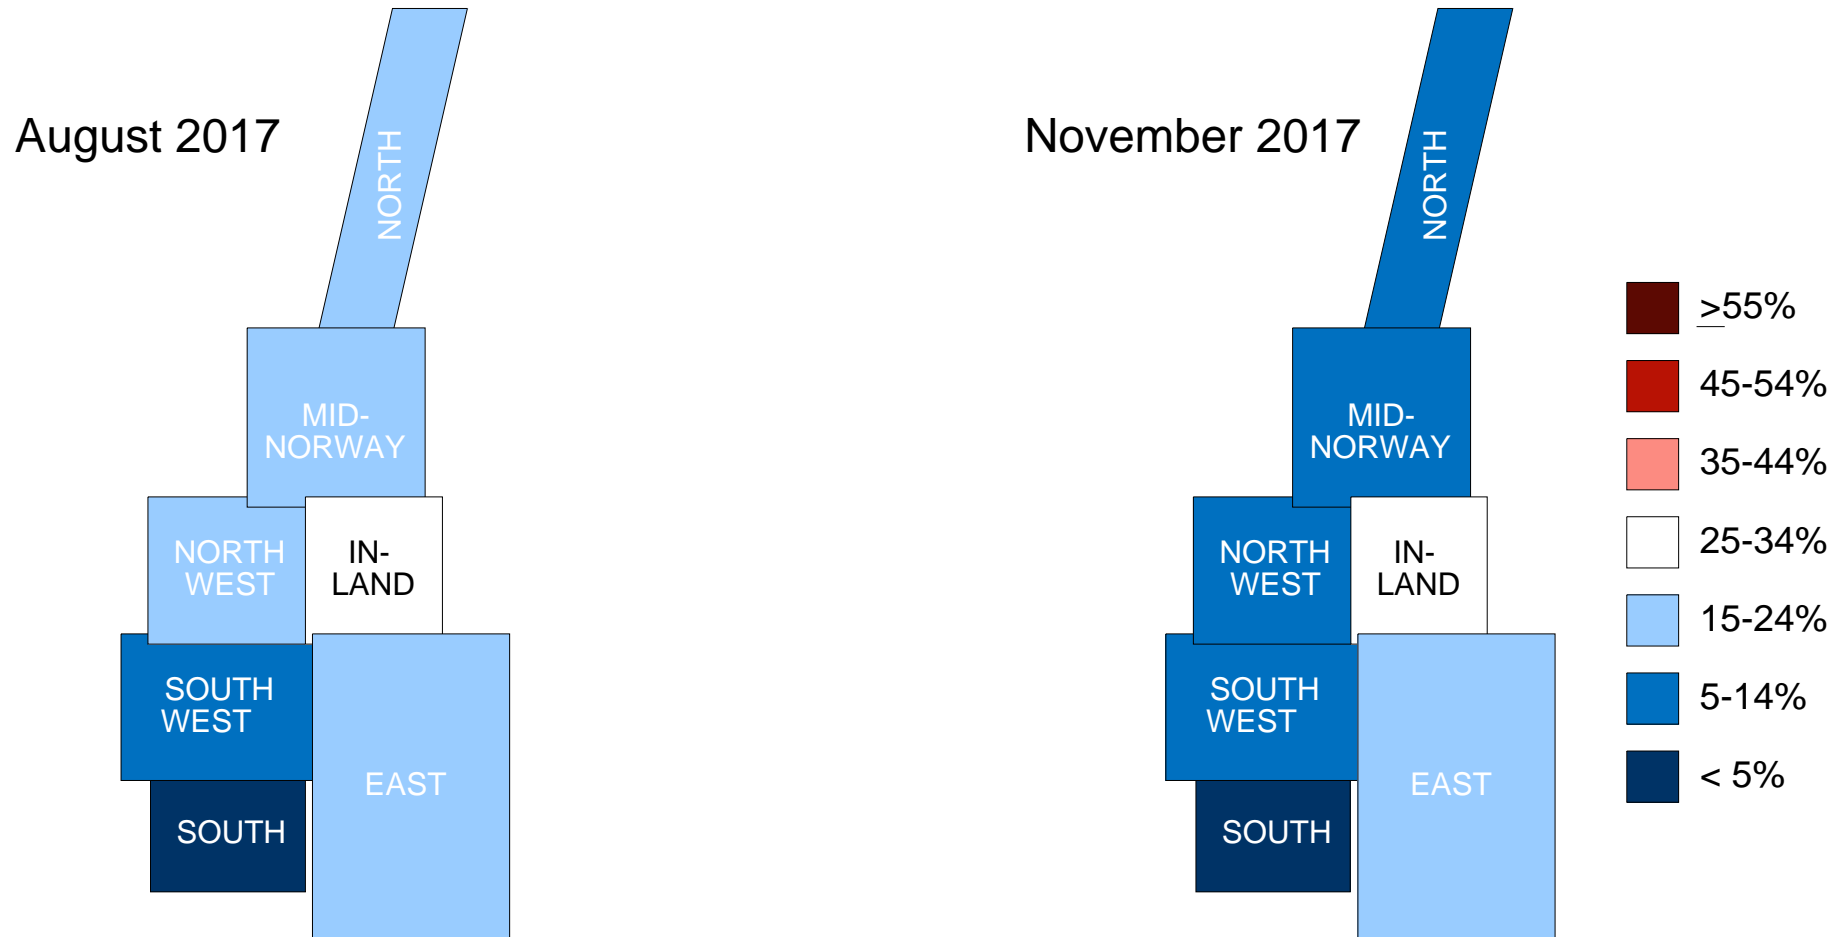 August 2017
NORTH
MID-
NORWAY
NORTH
WEST
IN-
LAND
SOUTH
WEST
EAST
SOUTH
November 2017
NORTH
MID-
NORWAY
NORTH
WEST
IN-
LAND
SOUTH
WEST
EAST
SOUTH
≥55%
45-54%
35-44%
25-34%
15-24%
5-14%
< 5%